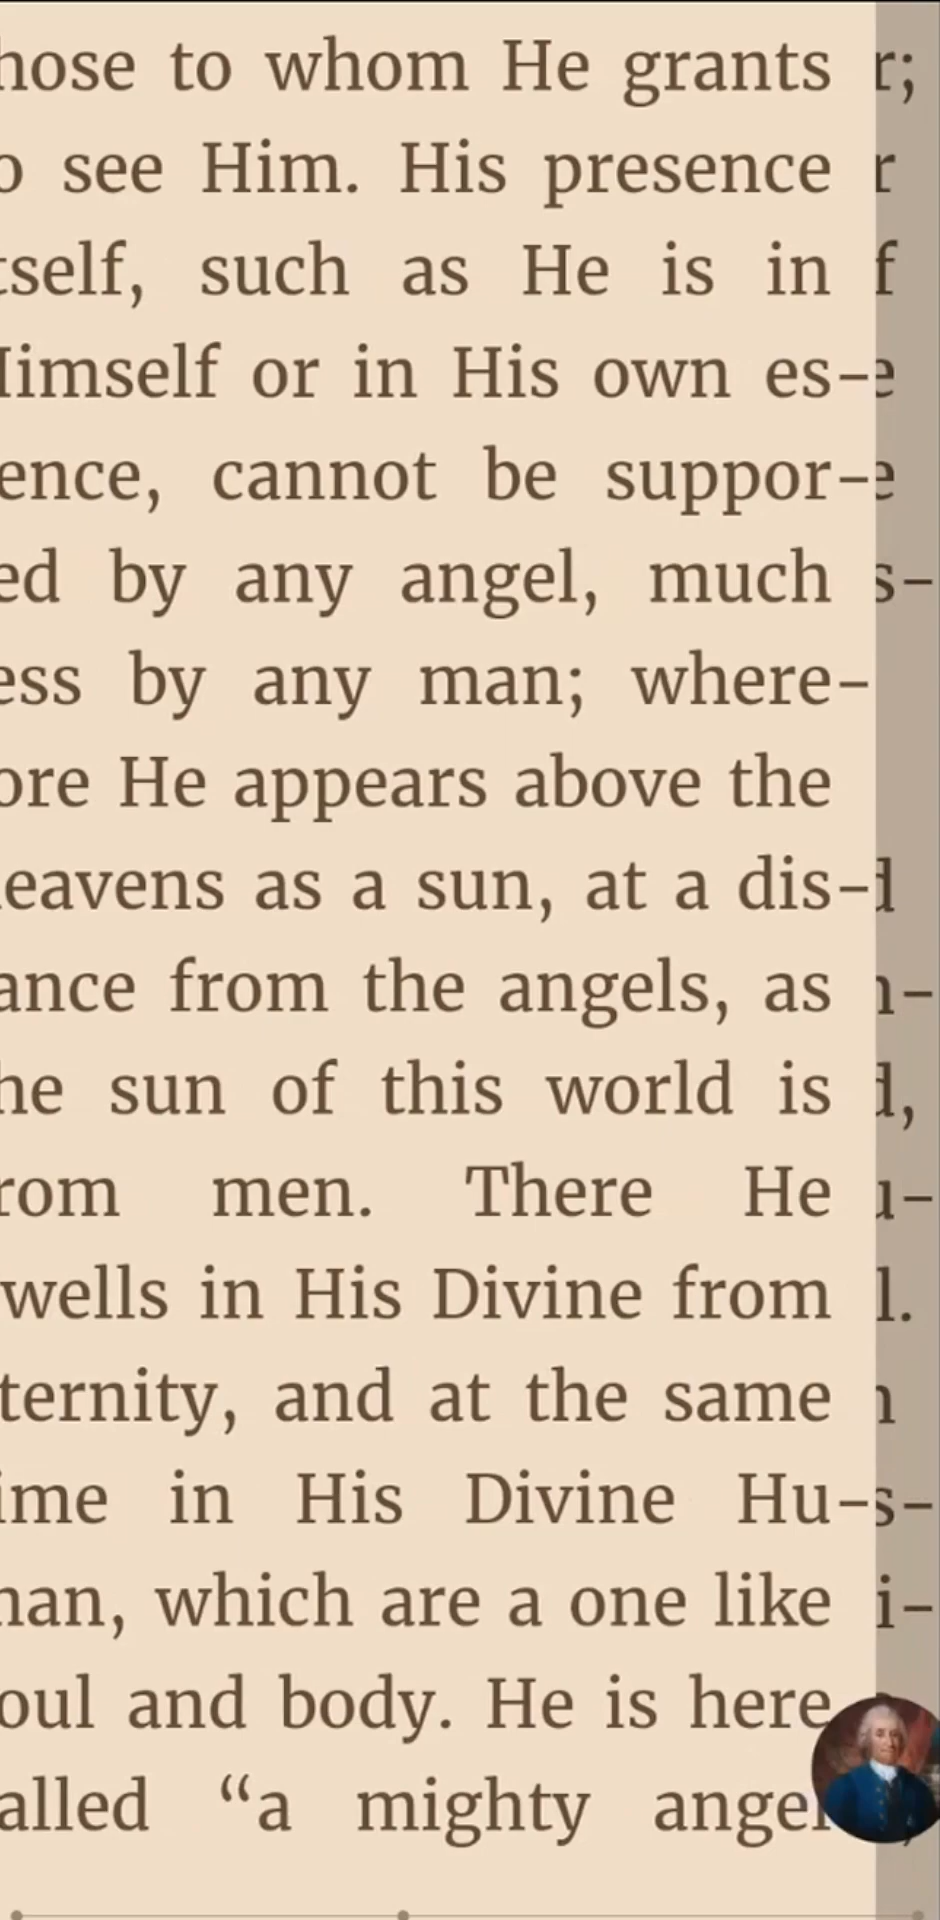 hose to whom He grants r;
o see Him. His presence r
tself, such as He is in f
Himself or in His own es-e
ence, cannot be suppor-e
ed by any angel, much s-
ess by any man; where-
ore He appears above the
eavens as a sun, at a dis-d
ance from the angels, as n-
he sun of this world is d,
rom men. There He u-
wells in His Divine from l.
ternity, and at the same n
ime in His Divine Hu-s-
man, which are a one like i-
oul and body. He is here
alled “a mighty angel